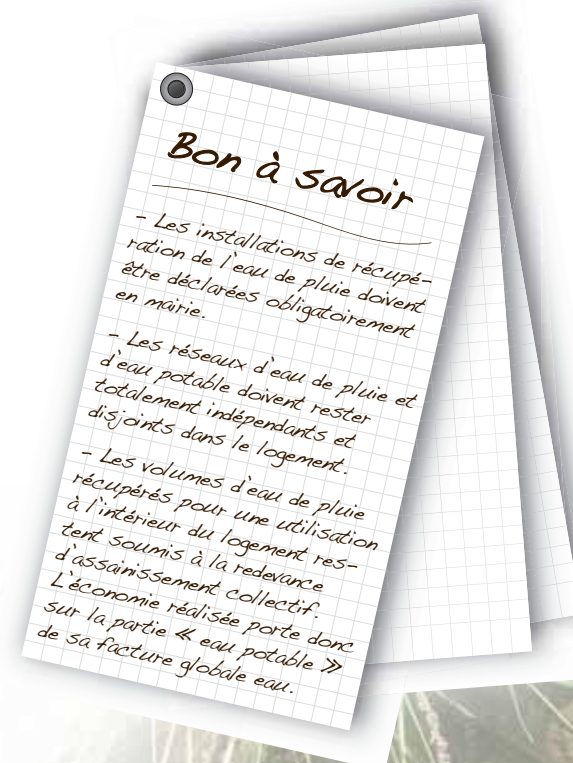 Bon à savoir
- Les installations de récupé-
ration de l'eau de pluie doivent
être déclarées obligatoirement
en mairie.
- Les réseaux d'eau de pluie et
d'eau potable doivent rester
totalement indépendants et
disjoints dans le logement.
- Les volumes d'eau de pluie
récupérés pour une utilisation
à l'intérieur du logement res-
tent soumis à la redevance
d'assainissement collectif.
L'économie réalisée porte donc
sur la partie « eau potable »
de sa facture globale eau.